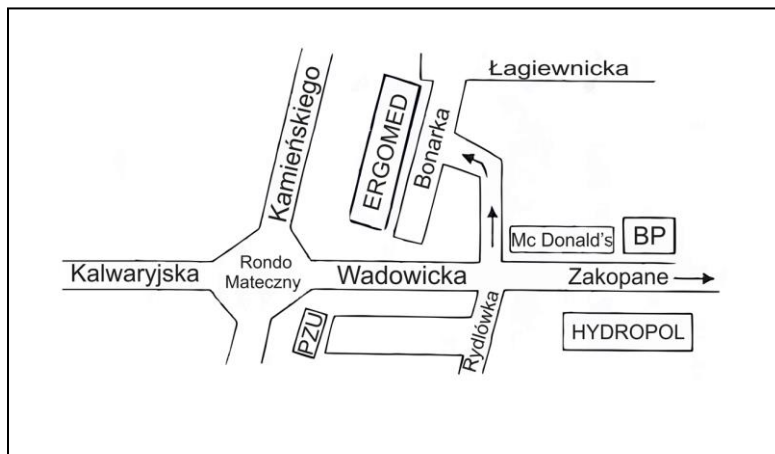 Łagiewnicka
Kamieńskiego
ERGOMED
Bonarka
Mc Donald's
BP
Kalwaryjska
Rondo
Mateczny
Wadowicka
Zakopane
PZU
Rydlówka
HYDROPOL